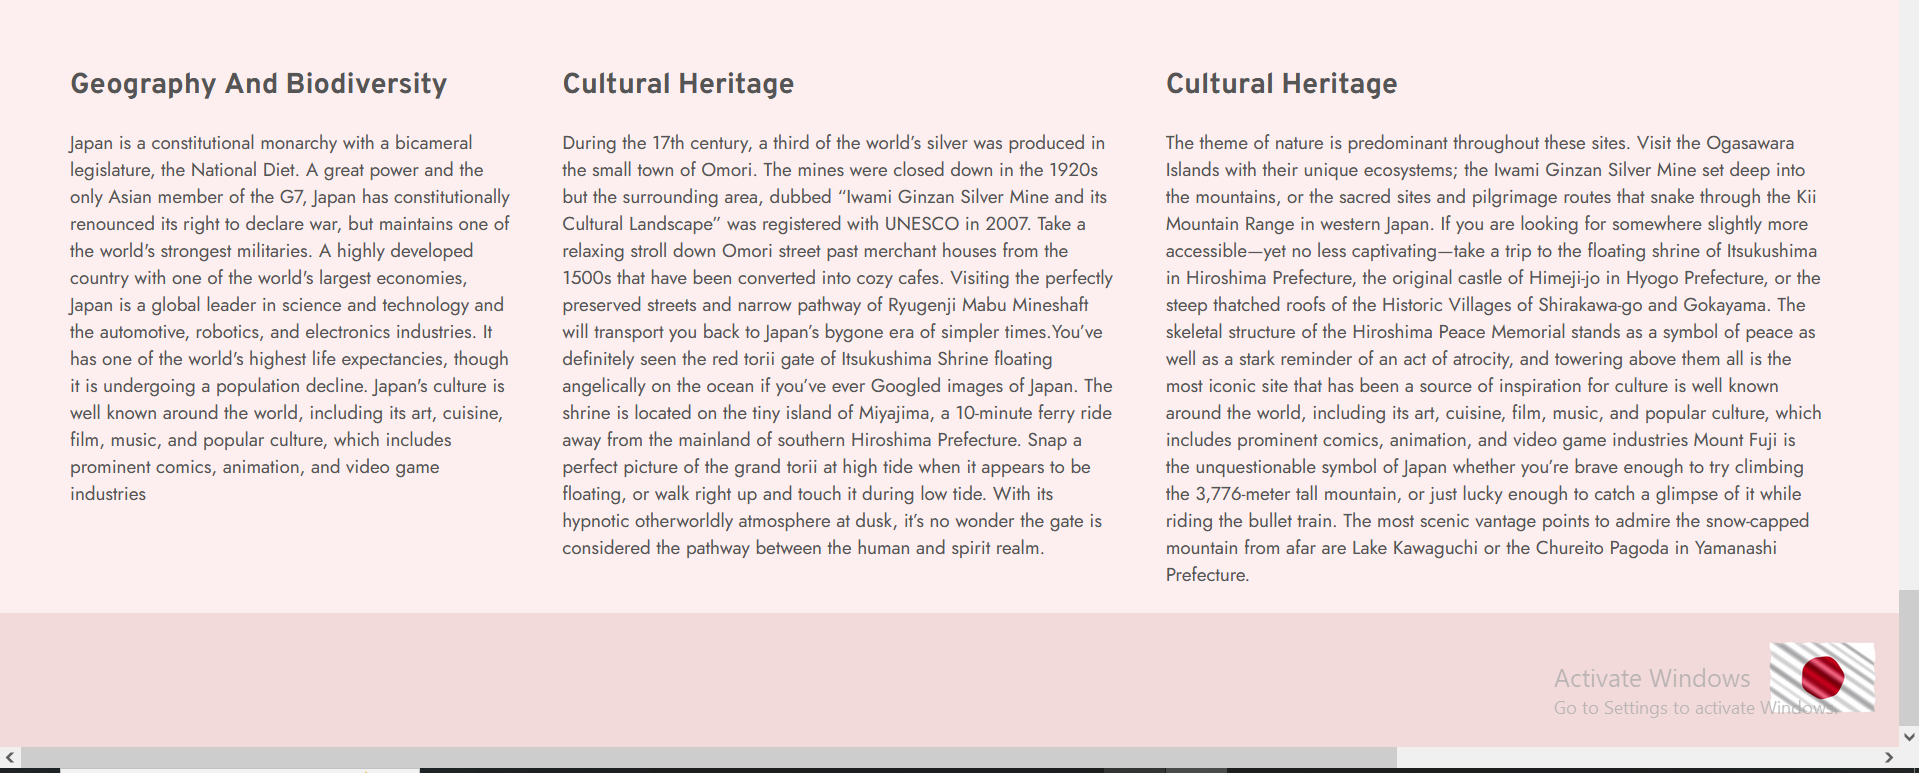 Geography And Biodiversity
Japan is a constitutional monarchy with a bicameral
legislature, the National Diet. A great power and the
only Asian member of the G7, Japan has constitutionally
renounced its right to declare war, but maintains one of
the world's strongest militaries. A highly developed
country with one of the world's largest economies,
Japan is a global leader in science and technology and
the automotive, robotics, and electronics industries. It
has one of the world's highest life expectancies, though
it is undergoing a population decline. Japan's culture is
well known around the world, including its art, cuisine,
film, music, and popular culture, which includes
prominent comics, animation, and video game
industries
Cultural Heritage
During the 17th century, a third of the world’s silver was produced in
the small town of Omori. The mines were closed down in the 1920s
but the surrounding area, dubbed “Iwami Ginzan Silver Mine and its
Cultural Landscape” was registered with UNESCO in 2007. Take a
relaxing stroll down Omori street past merchant houses from the
1500s that have been converted into cozy cafes. Visiting the perfectly
preserved streets and narrow pathway of Ryugenji Mabu Mineshaft
will transport you back to Japan’s bygone era of simpler times.You’ve
definitely seen the red torii gate of Itsukushima Shrine floating
angelically on the ocean if you’ve ever Googled images of Japan. The
shrine is located on the tiny island of Miyajima, a 10-minute ferry ride
away from the mainland of southern Hiroshima Prefecture. Snap a
perfect picture of the grand torii at high tide when it appears to be
floating, or walk right up and touch it during low tide. With its
hypnotic otherworldly atmosphere at dusk, it’s no wonder the gate is
considered the pathway between the human and spirit realm.
Cultural Heritage
The theme of nature is predominant throughout these sites. Visit the Ogasawara
Islands with their unique ecosystems; the Iwami Ginzan Silver Mine set deep into
the mountains, or the sacred sites and pilgrimage routes that snake through the Kii
Mountain Range in western Japan. If you are looking for somewhere slightly more
accessible—yet no less captivating—take a trip to the floating shrine of Itsukushima
in Hiroshima Prefecture, the original castle of Himeji-jo in Hyogo Prefecture, or the
steep thatched roofs of the Historic Villages of Shirakawa-go and Gokayama. The
skeletal structure of the Hiroshima Peace Memorial stands as a symbol of peace as
well as a stark reminder of an act of atrocity, and towering above them all is the
most iconic site that has been a source of inspiration for culture is well known
around the world, including its art, cuisine, film, music, and popular culture, which
includes prominent comics, animation, and video game industries Mount Fuji is
the unquestionable symbol of Japan whether you’re brave enough to try climbing
the 3,776-meter tall mountain, or just lucky enough to catch a glimpse of it while
riding the bullet train. The most scenic vantage points to admire the snow-capped
mountain from afar are Lake Kawaguchi or the Chureito Pagoda in Yamanashi
Prefecture.
Activate Windows
Go to Settings to activate Windows.